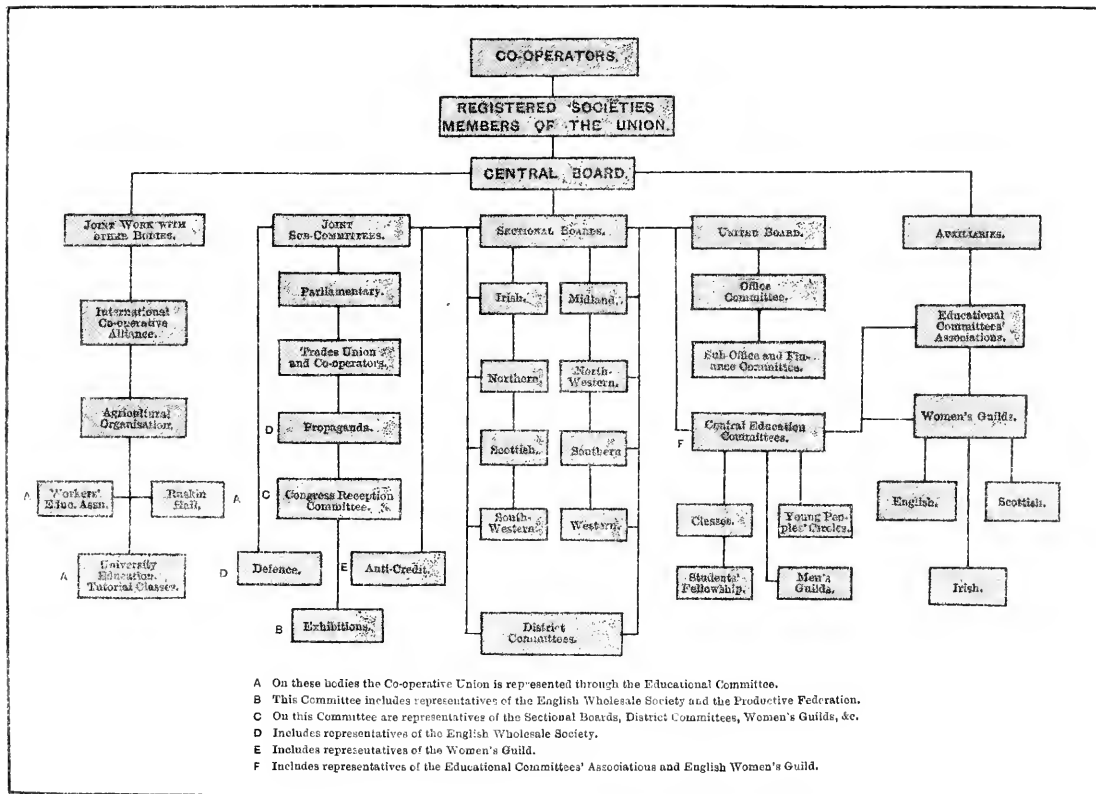 CO-OPERATORS.
REGISTERED SOCIETIES
MEMBERS OF THE UNION.
CENTRAL BOARD.
JOINT WORK WITH
OTHER BODIES.
JOINT
SUB-COMMITTEES.
SECTIONAL BOARDS.
UNITED BOARD.
AUXILIARIES.
International
Co-operative
Alliance.
Agricultural
Organisation.
A
Workers'
Educ. Assn.
Ruskin
Hall.
A
A
University
Education.
Tutorial Classes.
Parliamentary.
Trades Union
and Co-operators.
D
Propaganda.
C
Congress Reception
Committee.
D
Defence.
E
Anti-Credit.
B
Exhibitions.
Irish.
Midland.
Northern.
North-
Western.
Scottish.
Southern
South-
Western.
Western.
District
Committees.
Office
Committee.
Sub-Office and Fin-
ance Committee.
F
Central Education
Committees.
Classes.
Young Peo-
ples' Circles.
Students'
Fellowship.
Men's
Guilds.
Educational
Committees'
Associations.
Women's Guilds.
English.
Scottish.
Irish.
A On these bodies the Co-operative Union is represented through the Educational Committee.
B This Committee includes representatives of the English Wholesale Society and the Productive Federation.
C On this Committee are representatives of the Sectional Boards, District Committees, Women's Guilds, &c.
D Includes representatives of the English Wholesale Society.
E Includes representatives of the Women's Guild.
F Includes representatives of the Educational Committees' Associations and English Women's Guild.